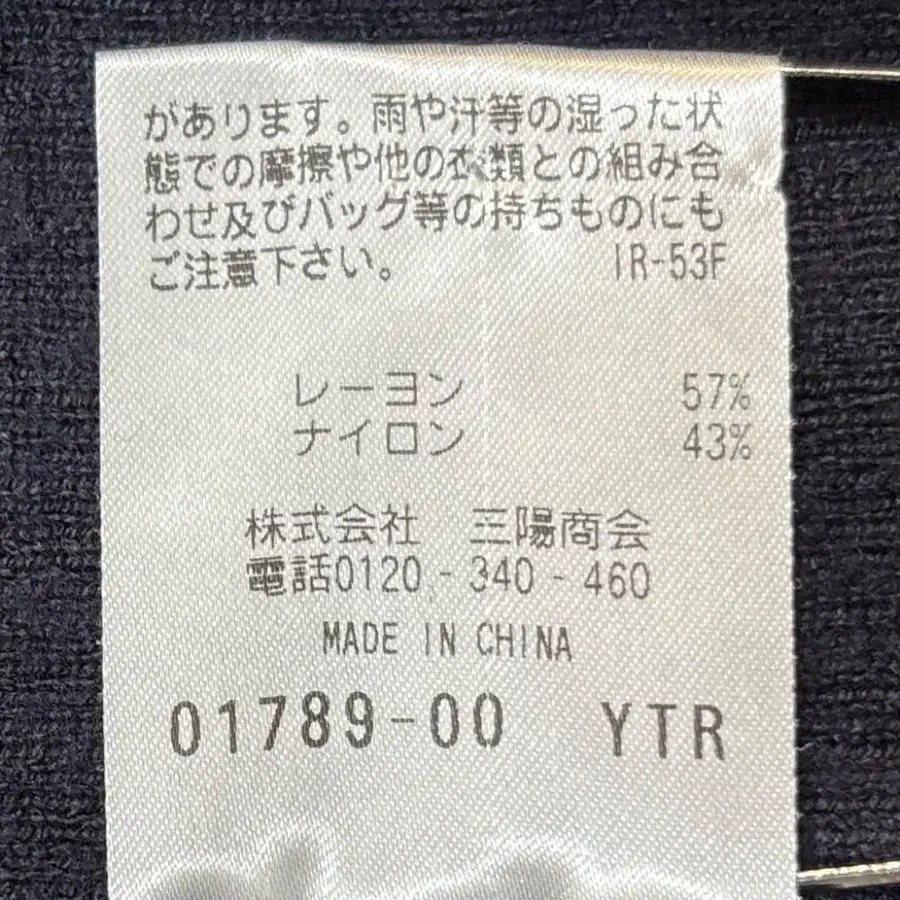 があります。雨や汗等の湿った状
態での摩擦や他の衣類との組み合
わせ及びバッグ等の持ちものにも
ご注意下さい。 IR-53F
レーヨン 57%
ナイロン 43%
株式会社 三陽商会
電話0120-340-460
MADE IN CHINA
01789-00 YTR